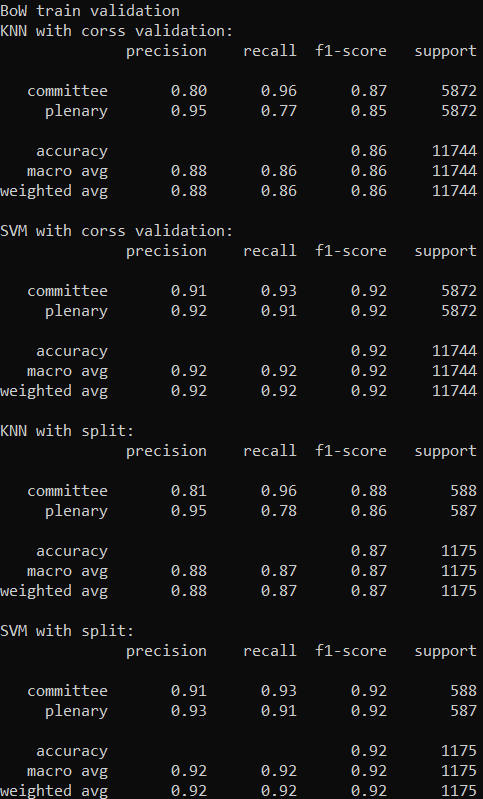 BoW train validation
KNN with corss validation:
precision recall f1-score support
committee 0.80 0.96 0.87 5872
plenary 0.95 0.77 0.85 5872
accuracy 0.86 11744
macro avg 0.88 0.86 0.86 11744
weighted avg 0.88 0.86 0.86 11744
SVM with corss validation:
precision recall f1-score support
committee 0.91 0.93 0.92 5872
plenary 0.92 0.91 0.92 5872
accuracy 0.92 11744
macro avg 0.92 0.92 0.92 11744
weighted avg 0.92 0.92 0.92 11744
KNN with split:
precision recall f1-score support
committee 0.81 0.96 0.88 588
plenary 0.95 0.78 0.86 587
accuracy 0.87 1175
macro avg 0.88 0.87 0.87 1175
weighted avg 0.88 0.87 0.87 1175
SVM with split:
precision recall f1-score support
committee 0.91 0.93 0.92 588
plenary 0.93 0.91 0.92 587
accuracy 0.92 1175
macro avg 0.92 0.92 0.92 1175
weighted avg 0.92 0.92 0.92 1175